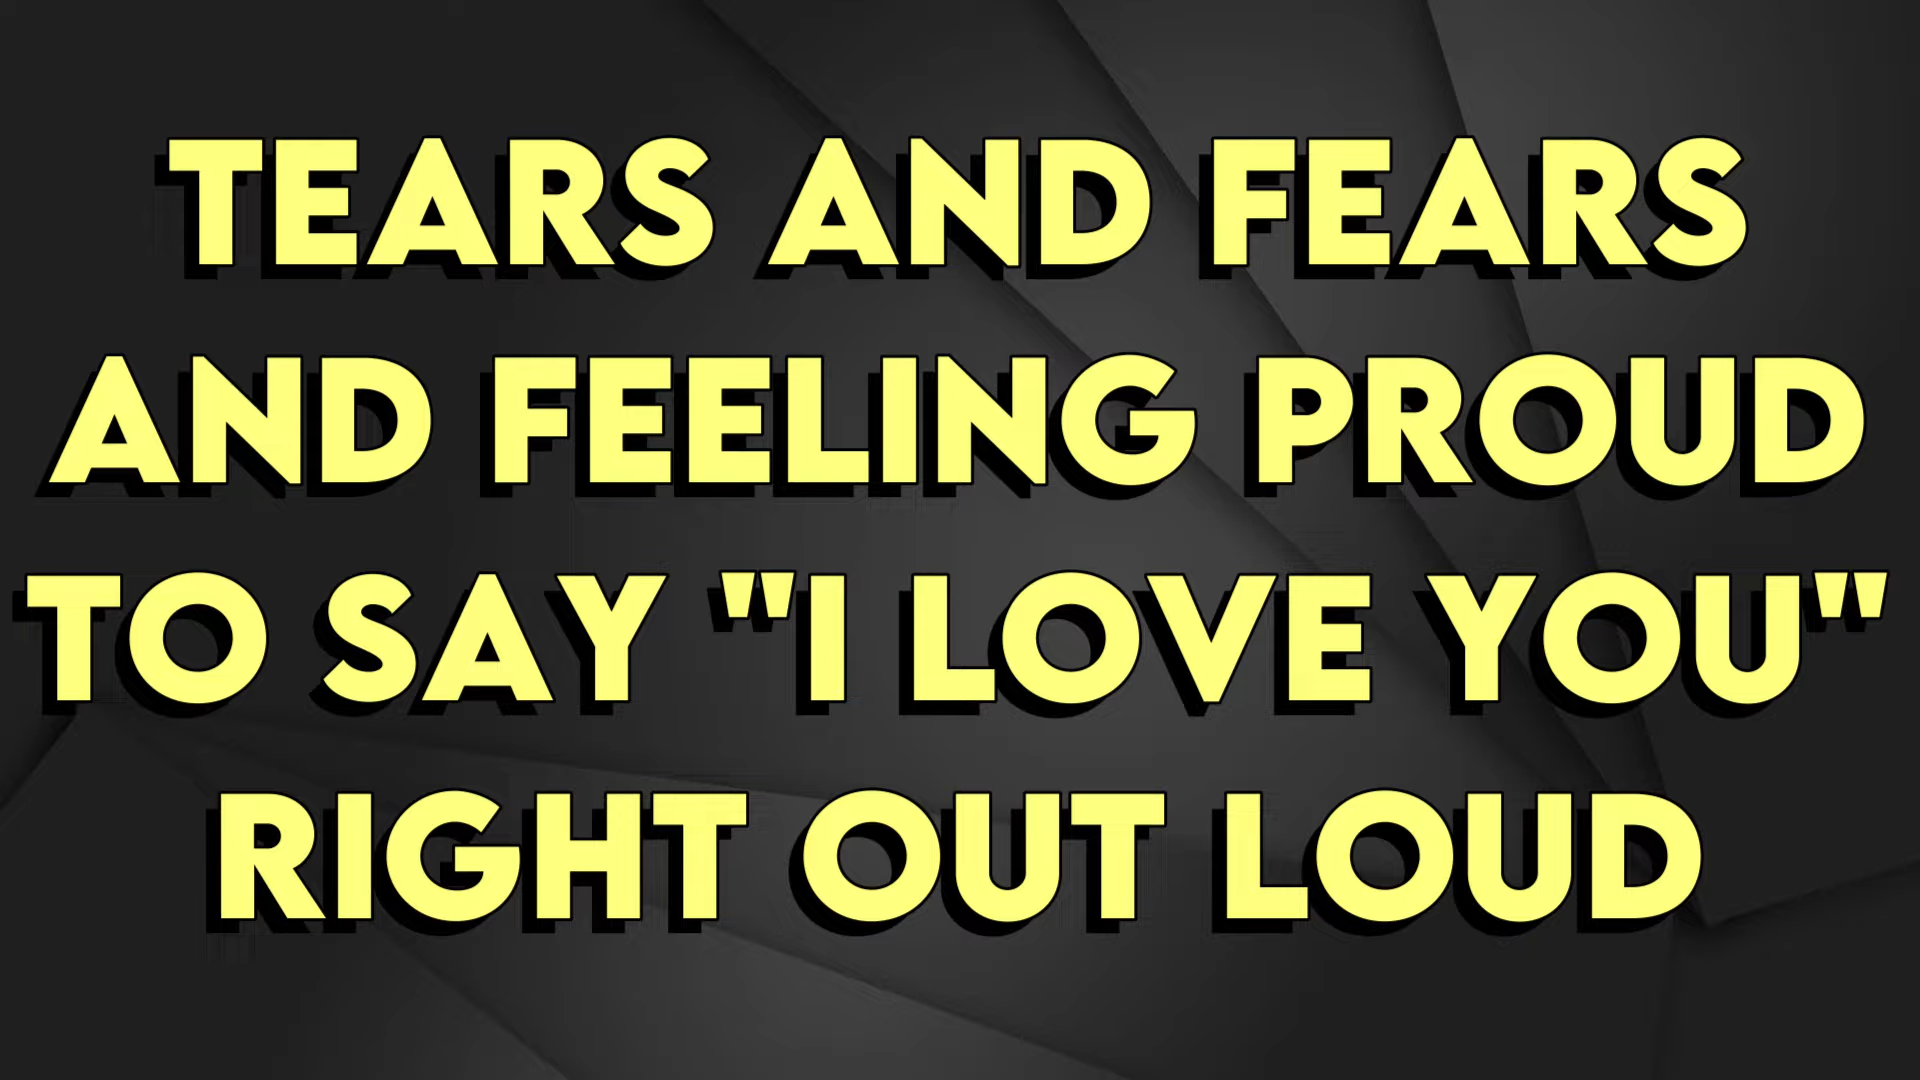 TEARS AND FEARS
AND FEELING PROUD
TO SAY "I LOVE YOU"
RIGHT OUT LOUD